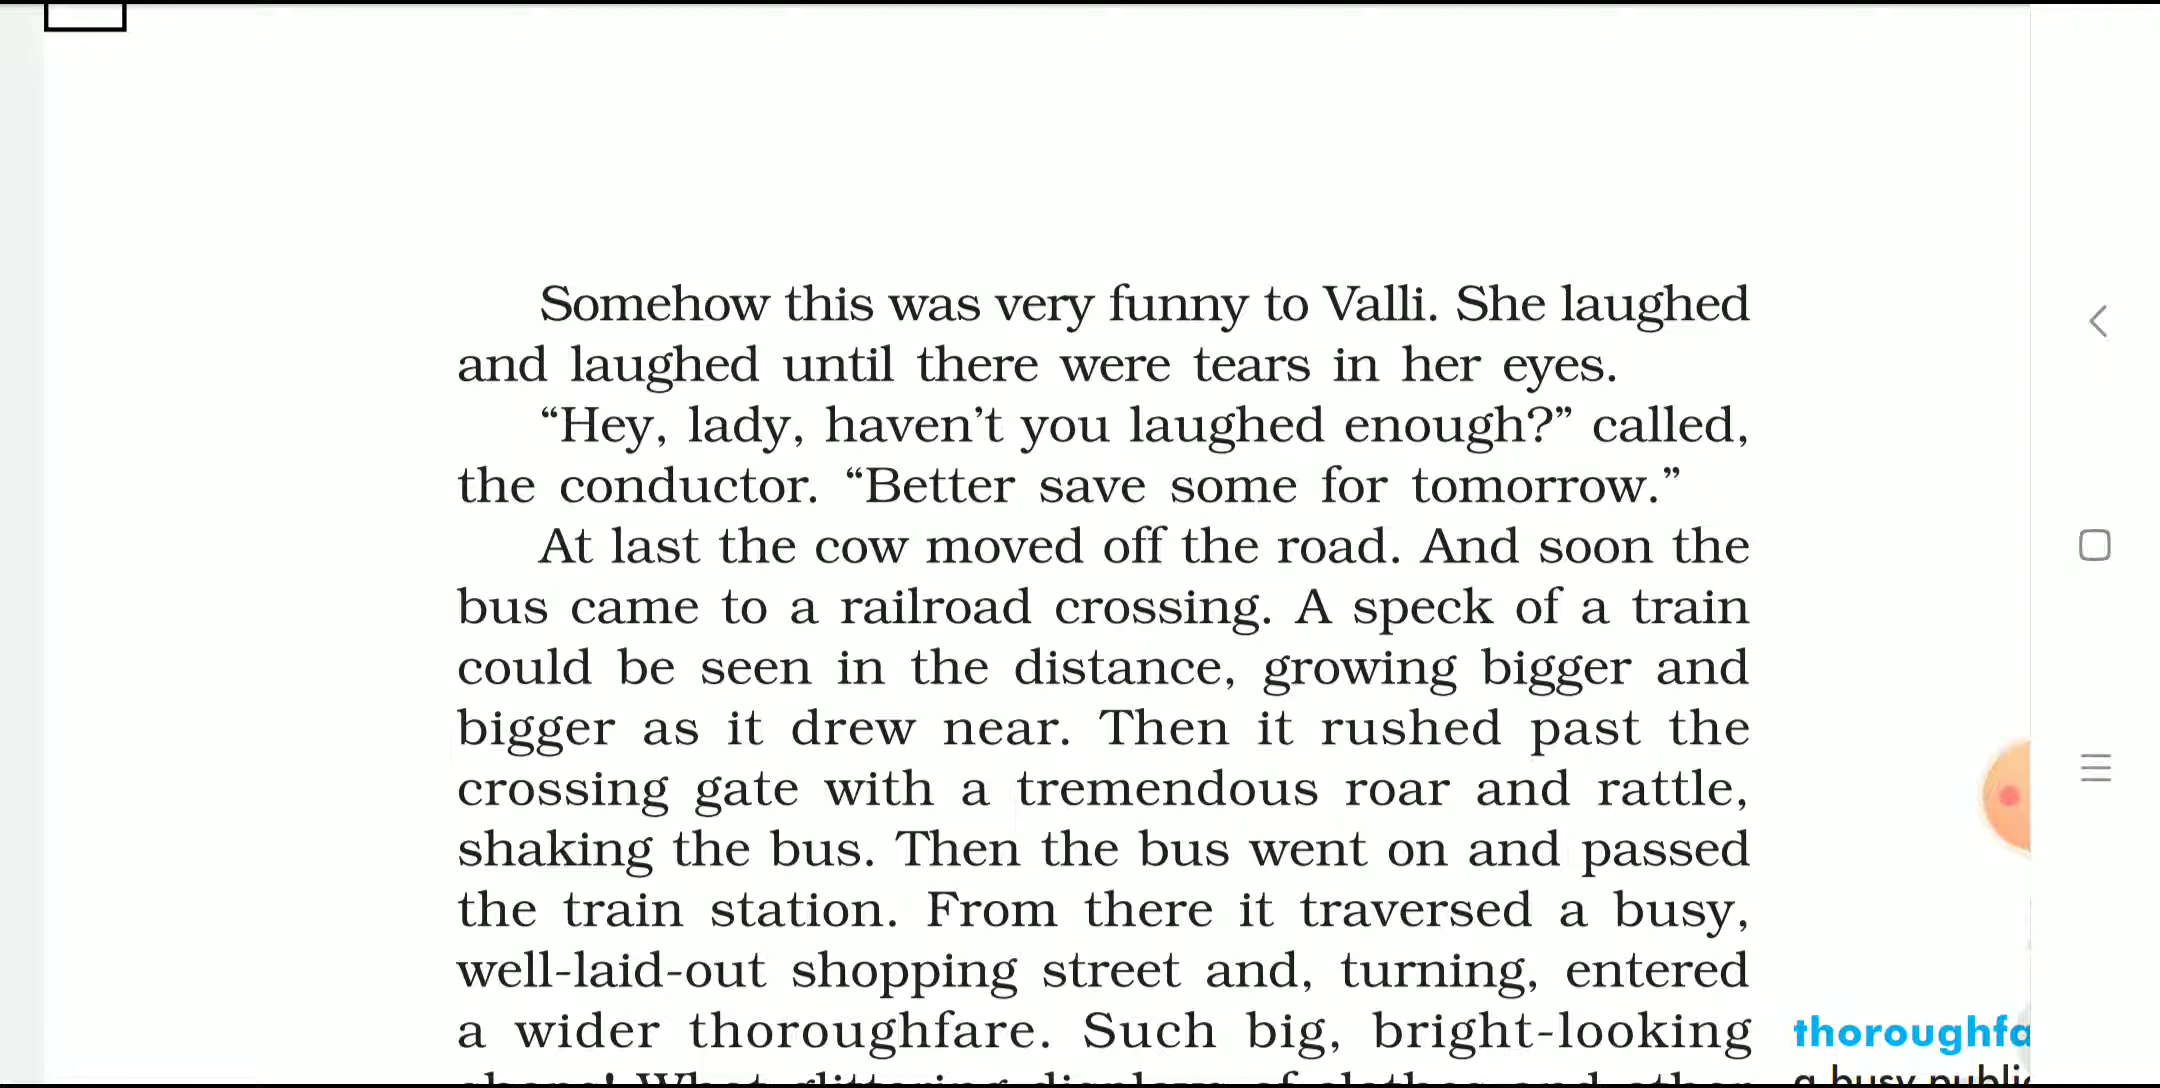 Somehow this was very funny to Valli. She laughed
and laughed until there were tears in her eyes.
“Hey, lady, haven’t you laughed enough?” called,
the conductor. “Better save some for tomorrow.”
At last the cow moved off the road. And soon the
bus came to a railroad crossing. A speck of a train
could be seen in the distance, growing bigger and
bigger as it drew near. Then it rushed past the
crossing gate with a tremendous roar and rattle,
shaking the bus. Then the bus went on and passed
the train station. From there it traversed a busy,
well-laid-out shopping street and, turning, entered
a wider thoroughfare. Such big, bright-looking
thoroughfa
a busy public